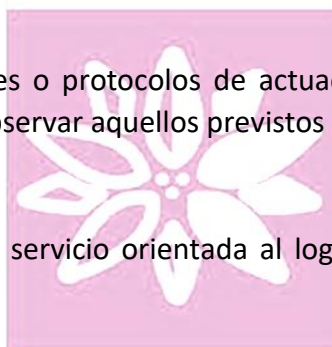 es o protocolos de actuac
bservar aquellos previstos
servicio orientada al log